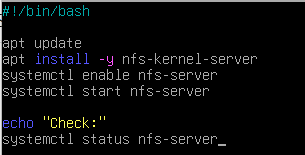 #!/bin/bash
apt update
apt install -y nfs-kernel-server
systemctl enable nfs-server
systemctl start nfs-server
echo "Check:"
systemctl status nfs-server